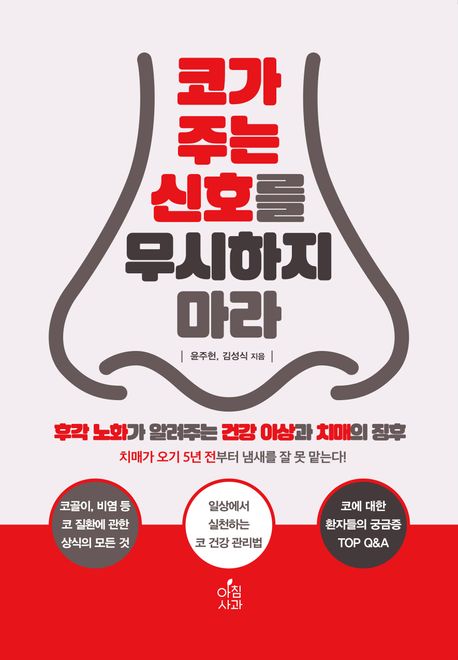 코가
주는
신호를
무시하지
마라
윤주헌, 김성식 지음
후각 노화가 알려주는 건강 이상과 치매의 징후
치매가 오기 5년 전부터 냄새를 잘 못 맡는다!
코골이, 비염 등
코 질환에 관한
상식의 모든 것
일상에서
실천하는
코 건강 관리법
코에 대한
환자들의 궁금증
TOP Q&A
아침
사과